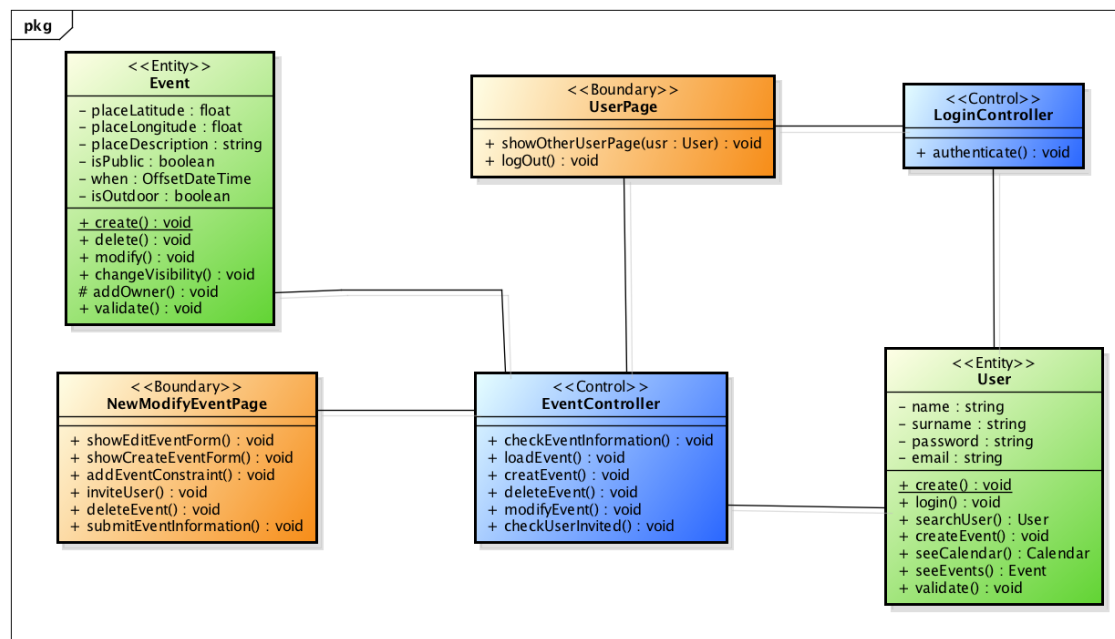 pkg
<<Entity>>
Event
- placeLatitude : float
- placeLongitude : float
- placeDescription : string
- isPublic : boolean
- when : OffsetDateTime
- isOutdoor : boolean
+ create() : void
+ delete() : void
+ modify() : void
+ changeVisibility() : void
# addOwner() : void
+ validate() : void
<<Boundary>>
UserPage
+ showOtherUserPage(usr : User) : void
+ logOut() : void
<<Control>>
LoginController
+ authenticate() : void
<<Boundary>>
NewModifyEventPage
+ showEditEventForm() : void
+ showCreateEventForm() : void
+ addEventConstraint() : void
+ inviteUser() : void
+ deleteEvent() : void
+ submitEventInformation() : void
<<Control>>
EventController
+ checkEventInformation() : void
+ loadEvent() : void
+ creatEvent() : void
+ deleteEvent() : void
+ modifyEvent() : void
+ checkUserInvited() : void
<<Entity>>
User
- name : string
- surname : string
- password : string
- email : string
+ create() : void
+ login() : void
+ searchUser() : User
+ createEvent() : void
+ seeCalendar() : Calendar
+ seeEvents() : Event
+ validate() : void